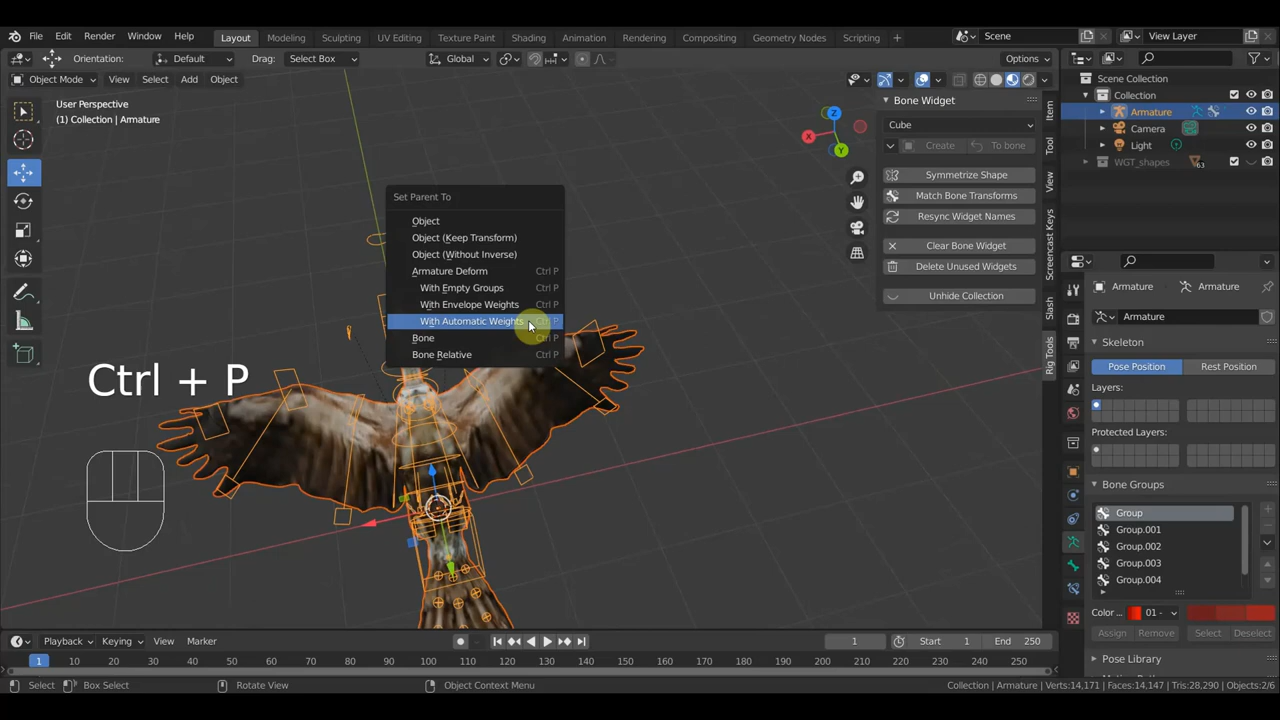 File Edit Render Window Help Layout Modeling Sculpting UV Editing Texture Paint Shading Animation Rendering Compositing Geometry Nodes Scripting + Scene View Layer
Orientation: Default Drag: Select Box Global Options
Object Mode View Select Add Object
User Perspective
(1) Collection | Armature
Set Parent To
Object
Object (Keep Transform)
Object (Without Inverse)
Armature Deform Ctrl P
With Empty Groups Ctrl P
With Envelope Weights Ctrl P
With Automatic Weights Ctrl P
Bone Ctrl P
Bone Relative Ctrl P
Ctrl + P
Z
X
Y
Bone Widget
Cube
Create To bone
Symmetrize Shape
Match Bone Transforms
Resync Widget Names
Clear Bone Widget
Delete Unused Widgets
Unhide Collection
Item
Tool
View
Screencast Keys
Slash
Rig Tools
Scene Collection
Collection
Armature
Camera
Light
WGT_shapes 63
Armature Armature
Armature
Skeleton
Pose Position Rest Position
Layers:
Protected Layers:
Bone Groups
Group
Group.001
Group.002
Group.003
Group.004
Color ... 01 -
Assign Remove Select Deselect
Pose Library
Playback Keying View Marker 1 Start 1 End 250
1 10 20 30 40 50 60 70 80 90 100 110 120 130 140 150 160 170 180 190 200 210 220 230 240 250
Select Box Select Rotate View Object Context Menu Collection | Armature | Verts:14,171 | Faces:14,147 | Tris:28,290 | Objects:2/6